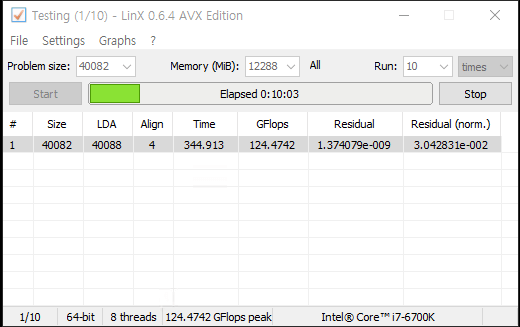 Testing (1/10) - LinX 0.6.4 AVX Edition
File Settings Graphs ?
Problem size: 40082 Memory (MiB): 12288 All Run: 10 times
Start Elapsed 0:10:03 Stop
# Size LDA Align Time GFlops Residual Residual (norm.)
1 40082 40088 4 344.913 124.4742 1.374079e-009 3.042831e-002
1/10 64-bit 8 threads 124.4742 GFlops peak Intel® Core™ i7-6700K